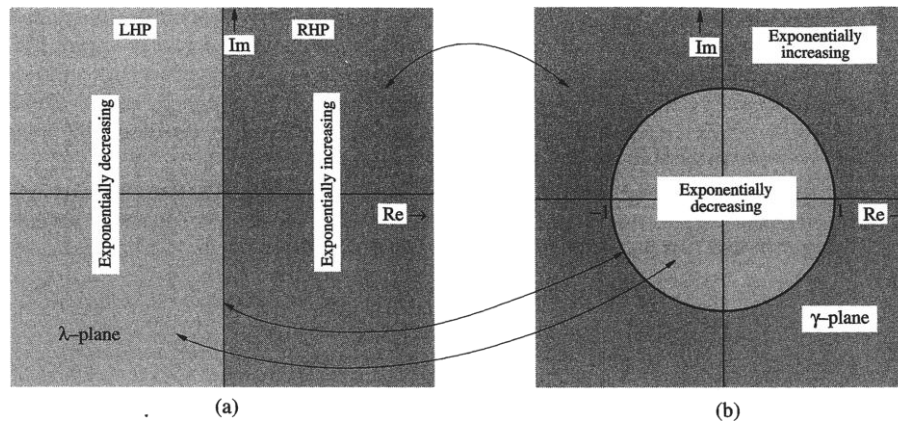 LHP
RHP
Im
Exponentially decreasing
Exponentially increasing
Re
λ–plane
(a)
Im
Exponentially
increasing
Exponentially
decreasing
–1
1
Re
γ–plane
(b)